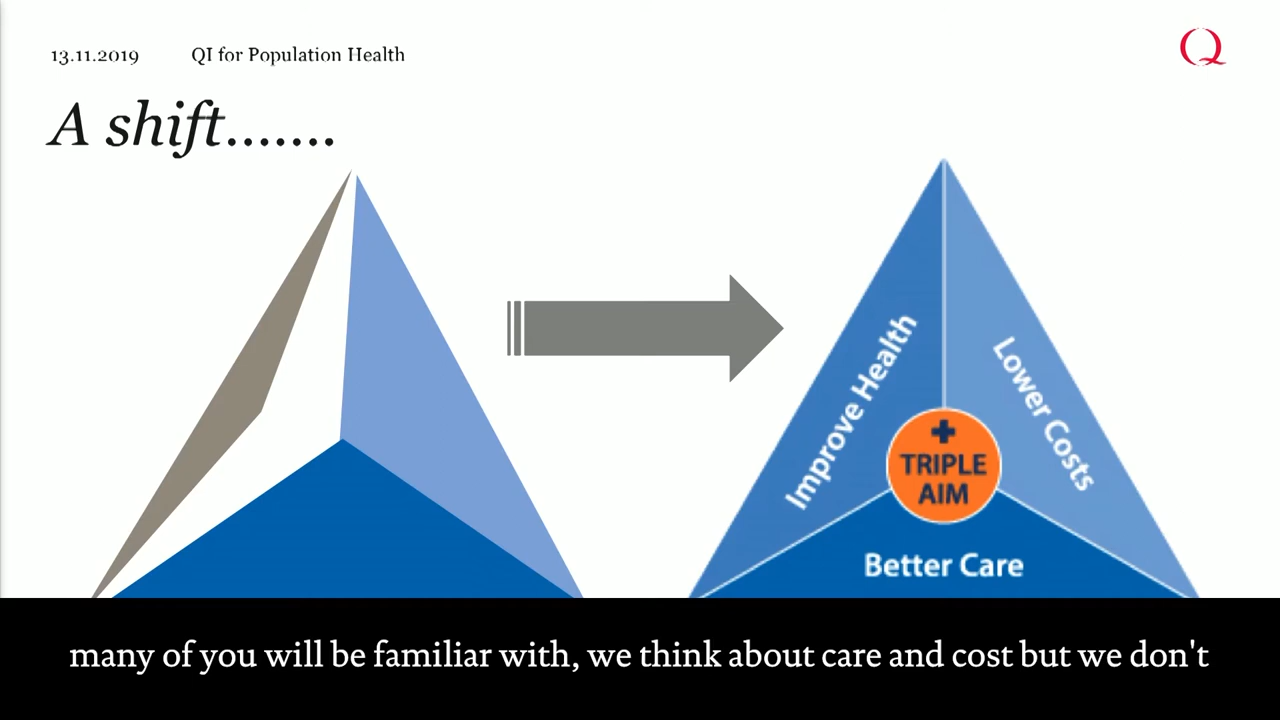 13.11.2019 QI for Population Health
Q
A shift.......
Improve Health
Lower Costs
+
TRIPLE
AIM
Better Care
many of you will be familiar with, we think about care and cost but we don't